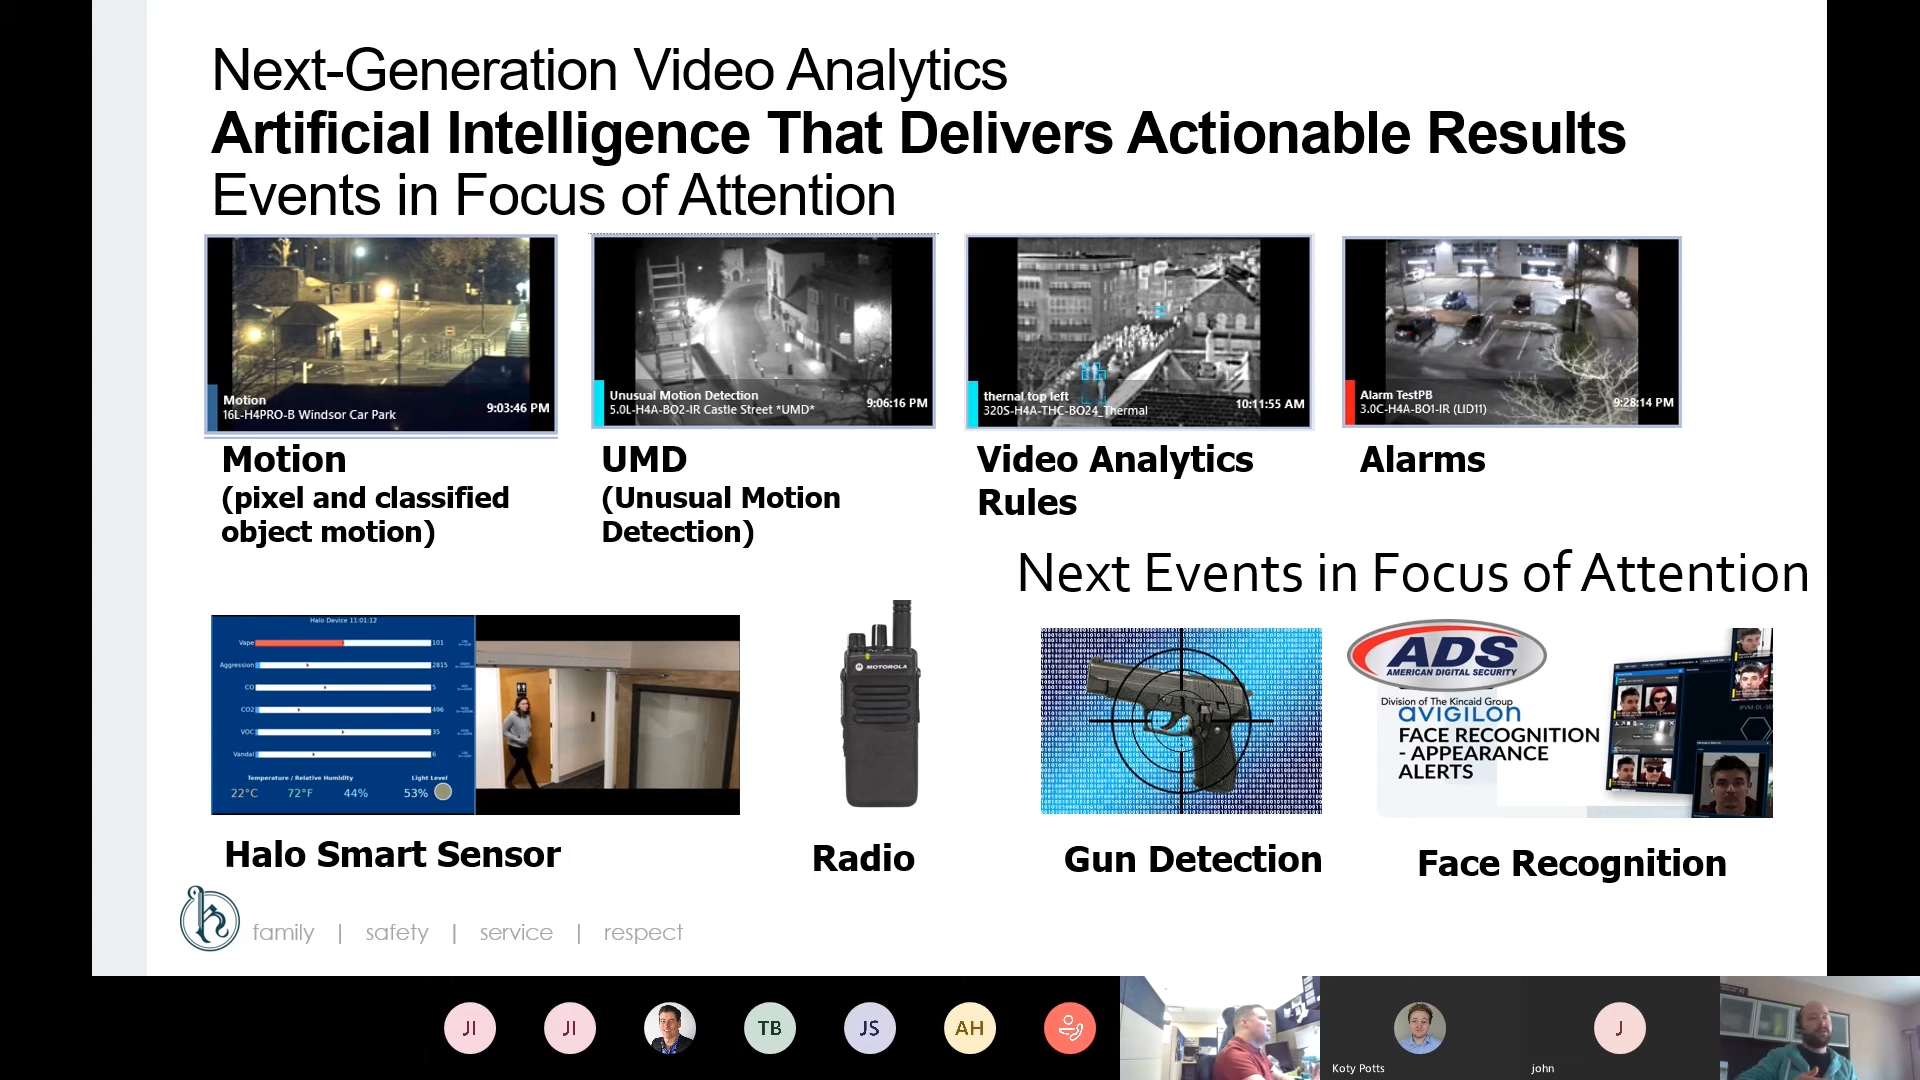 Next-Generation Video Analytics
Artificial Intelligence That Delivers Actionable Results
Events in Focus of Attention
Motion
16L-H4PRO-B Windsor Car Park
9:03:46 PM
Unusual Motion Detection
5.0L-H4A-BO2-IR Castle Street *UMD*
9:06:16 PM
thernal top left
320S-H4A-THC-BO24_Thermal
10:11:55 AM
Alarm TestPB
3.0C-H4A-BO1-IR (LID11)
9:28:14 PM
Motion
(pixel and classified
object motion)
UMD
(Unusual Motion
Detection)
Video Analytics
Rules
Alarms
Next Events in Focus of Attention
Halo Device 11:01:12
Vape 101
Aggression 2815
CO 5
CO2 496
VOC 35
Vandal 6
Temperature / Relative Humidity Light Level
22°C 72°F 44% 53%
MOTOROLA
ADS
AMERICAN DIGITAL SECURITY
Division of The Kincaid Group
avigilon
FACE RECOGNITION
- APPEARANCE
ALERTS
Halo Smart Sensor
Radio
Gun Detection
Face Recognition
family | safety | service | respect
JI
JI
TB
JS
AH
Koty Potts
J
john